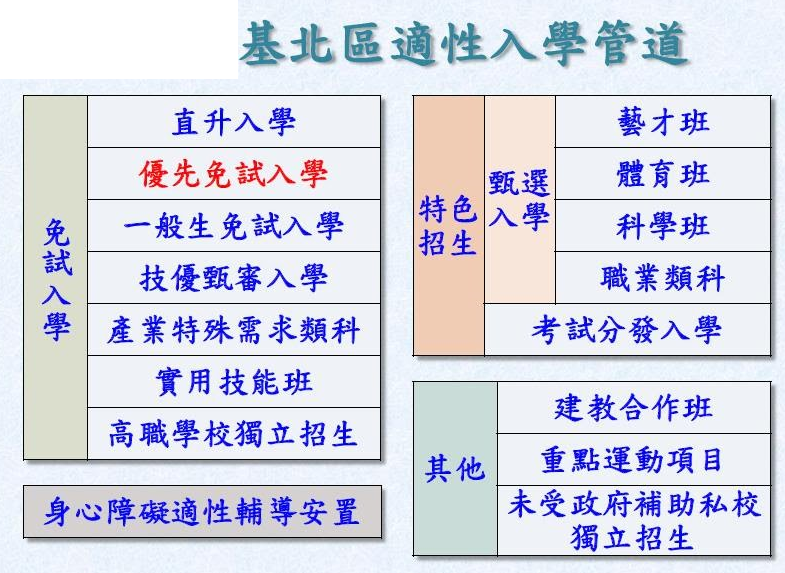 基北區適性入學管道
免試入學
直升入學
優先免試入學
一般生免試入學
技優甄審入學
產業特殊需求類科
實用技能班
高職學校獨立招生
身心障礙適性輔導安置
特色
招生
甄選
入學
藝才班
體育班
科學班
職業類科
考試分發入學
其他
建教合作班
重點運動項目
未受政府補助私校
獨立招生